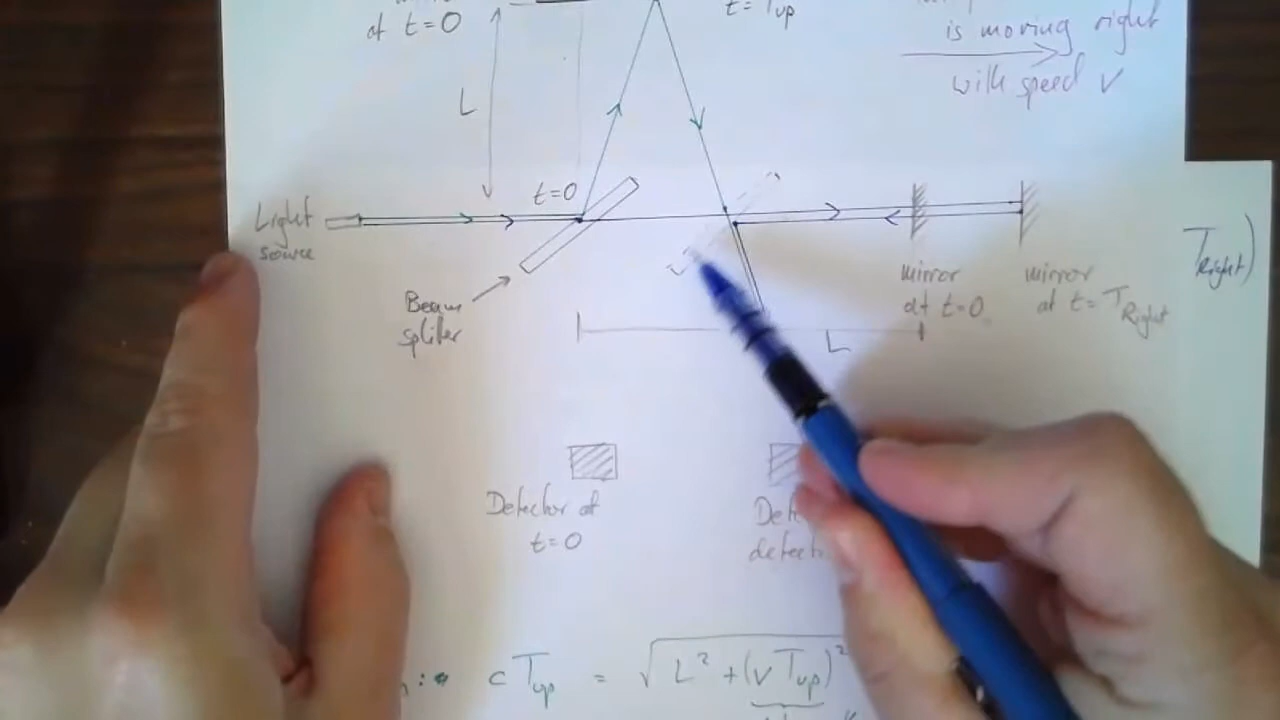 at t=0
t=Tup
is moving right
with speed v
L
t=0
Light
source
Beam
spliter
mirror
at t=0
mirror
at t=TRight
TRight)
L
Detector at
t=0
cTup = √L²+(vTup)²